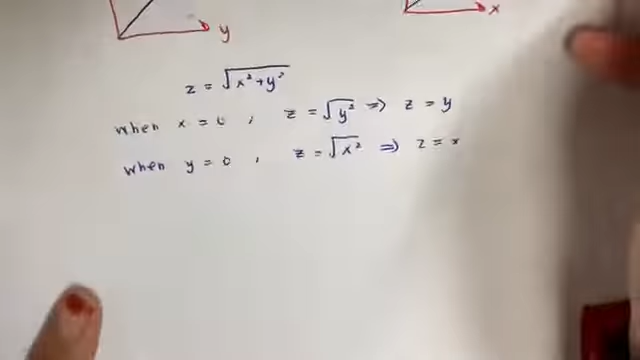 y
x
z = √x²+y²
when x = 0 , z = √y² => z = y
when y = 0 , z = √x² => z = x